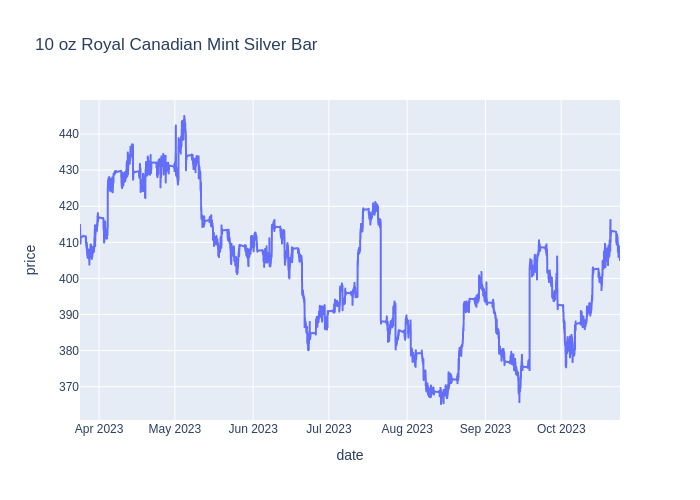 10 oz Royal Canadian Mint Silver Bar
440
430
420
410
400
390
380
370
price
Apr 2023 May 2023 Jun 2023 Jul 2023 Aug 2023 Sep 2023 Oct 2023
date